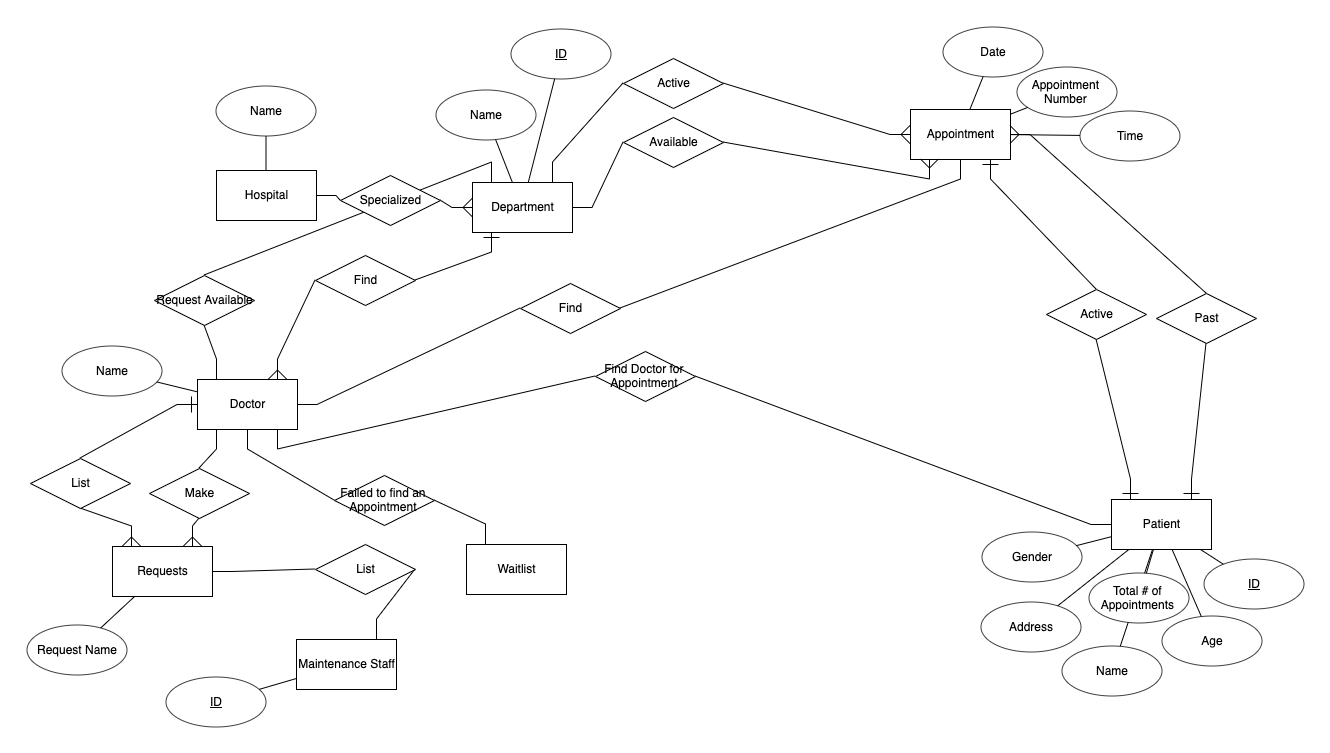 Date
ID
Active
Appointment
Number
Name
Name
Appointment
Time
Available
Hospital
Specialized
Department
Find
Request Available
Find
Active
Past
Find Doctor for
Appointment
Name
Doctor
List
Make
Failed to find an
Appointment
Patient
Gender
Requests
List
Waitlist
Total # of
Appointments
ID
Address
Age
Request Name
Maintenance Staff
Name
ID